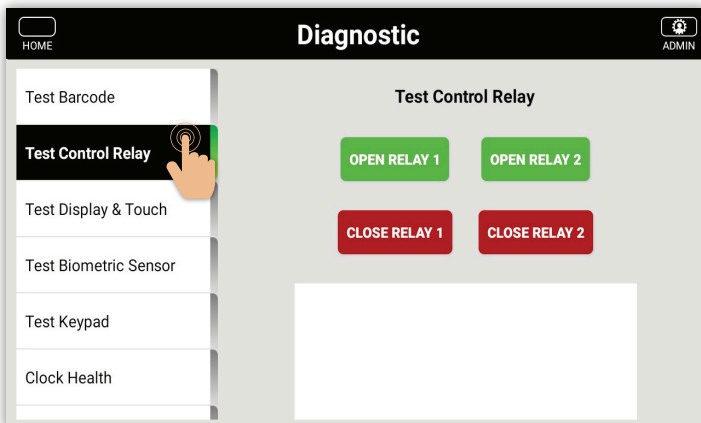 Diagnostic
HOME
ADMIN
Test Barcode
Test Control Relay
Test Display & Touch
Test Biometric Sensor
Test Keypad
Clock Health
Test Control Relay
OPEN RELAY 1
OPEN RELAY 2
CLOSE RELAY 1
CLOSE RELAY 2